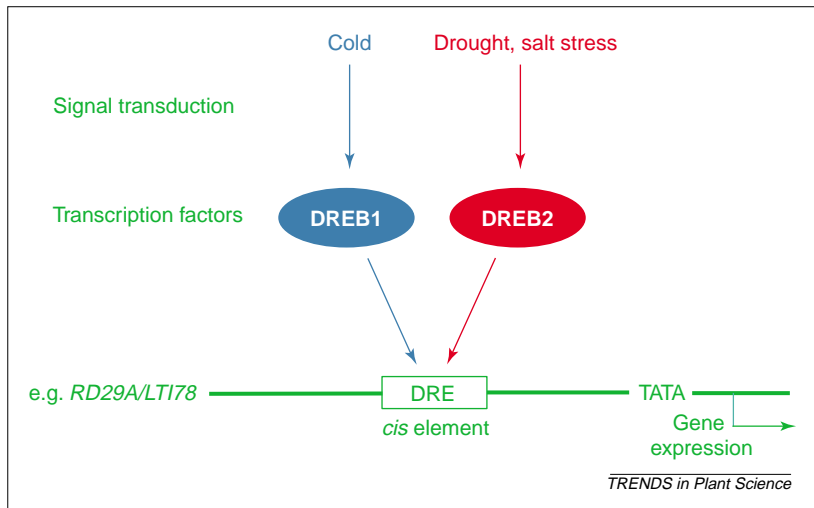 Cold
Drought, salt stress
Signal transduction
Transcription factors
DREB1
DREB2
e.g. RD29A/LTI78
DRE
TATA
cis element
Gene
expression
TRENDS in Plant Science